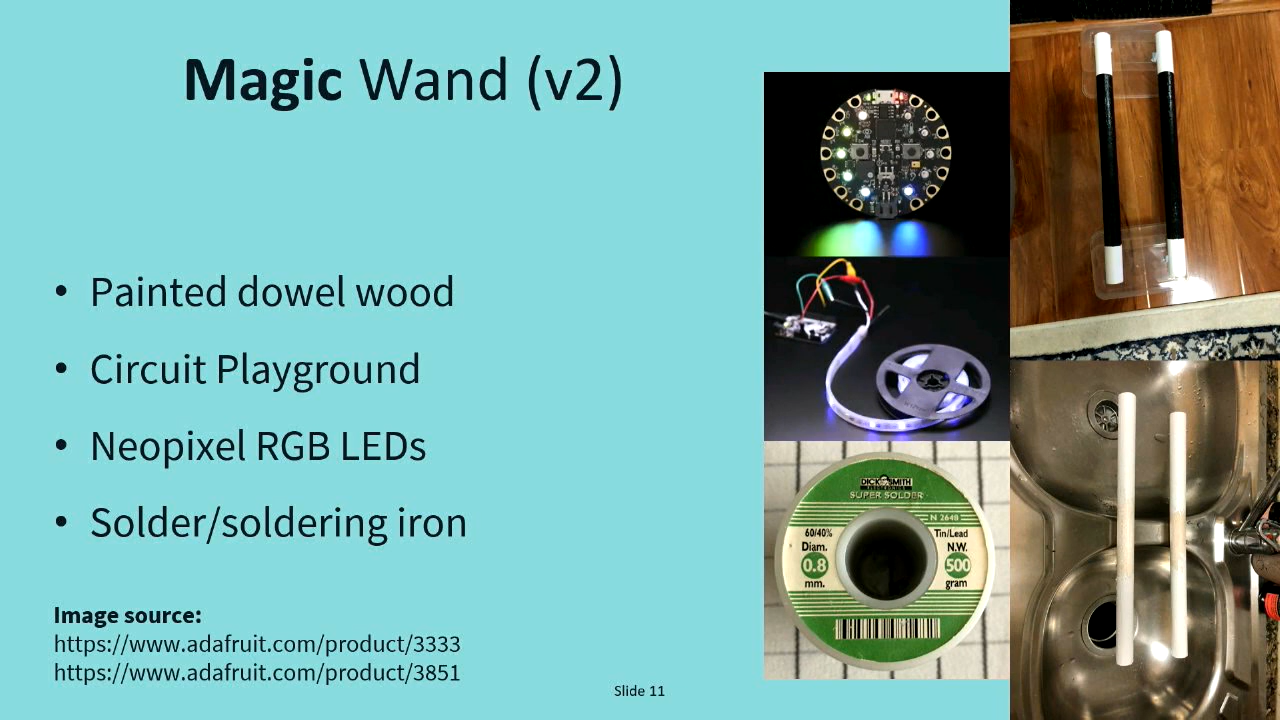 Magic Wand (v2)
• Painted dowel wood
• Circuit Playground
• Neopixel RGB LEDs
• Solder/soldering iron
Image source:
https://www.adafruit.com/product/3333
https://www.adafruit.com/product/3851
Slide 11
DICK SMITH
ELECTRONICS
SUPER SOLDER
N 2648
60/40% Tin/Lead
Diam. N.W.
0.8 500
mm. gram